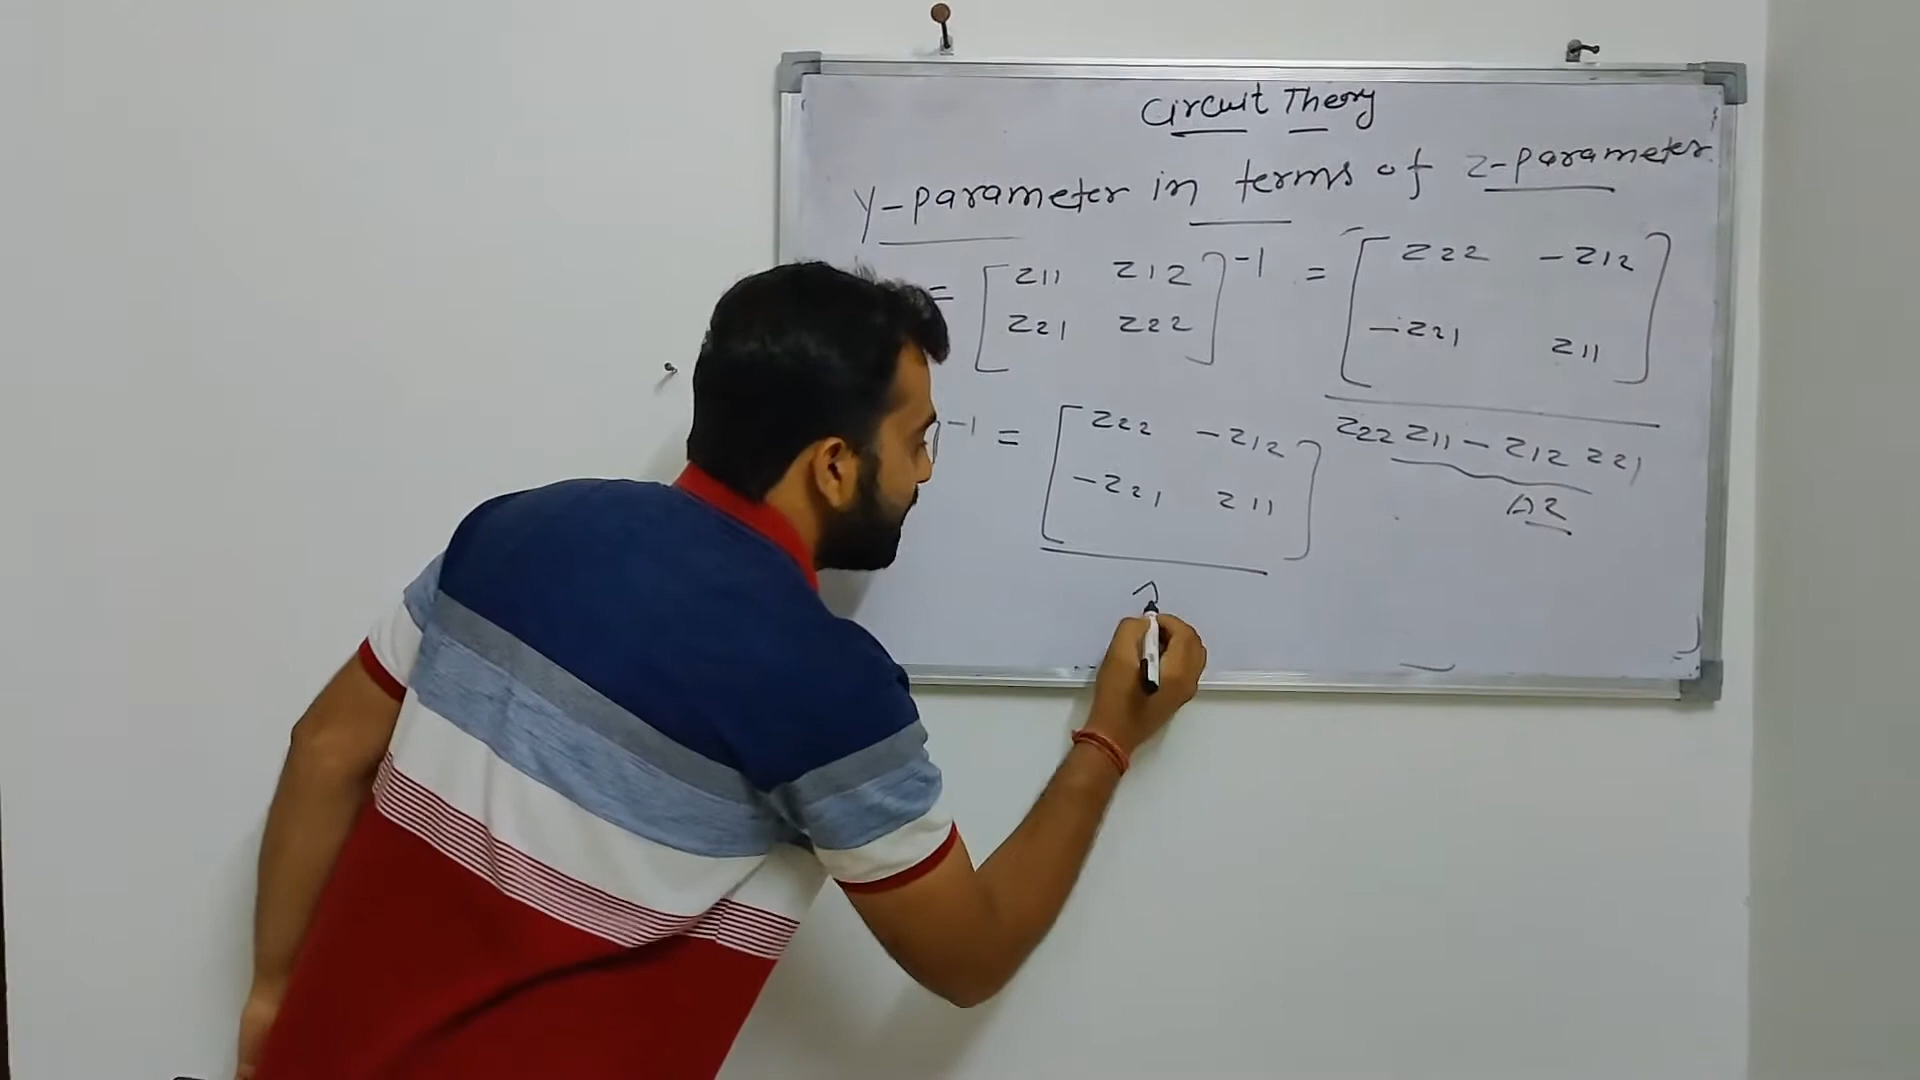 Circuit Theory
Y-parameter in terms of Z-parameter
= [ Z11 Z12 ]-1 = [ Z22 -Z12 ]
[ Z21 Z22 ] [ -Z21 Z11 ]
Z22 Z11 - Z12 Z21
ΔZ
-1 = [ Z22 -Z12 ]
[ -Z21 Z11 ]